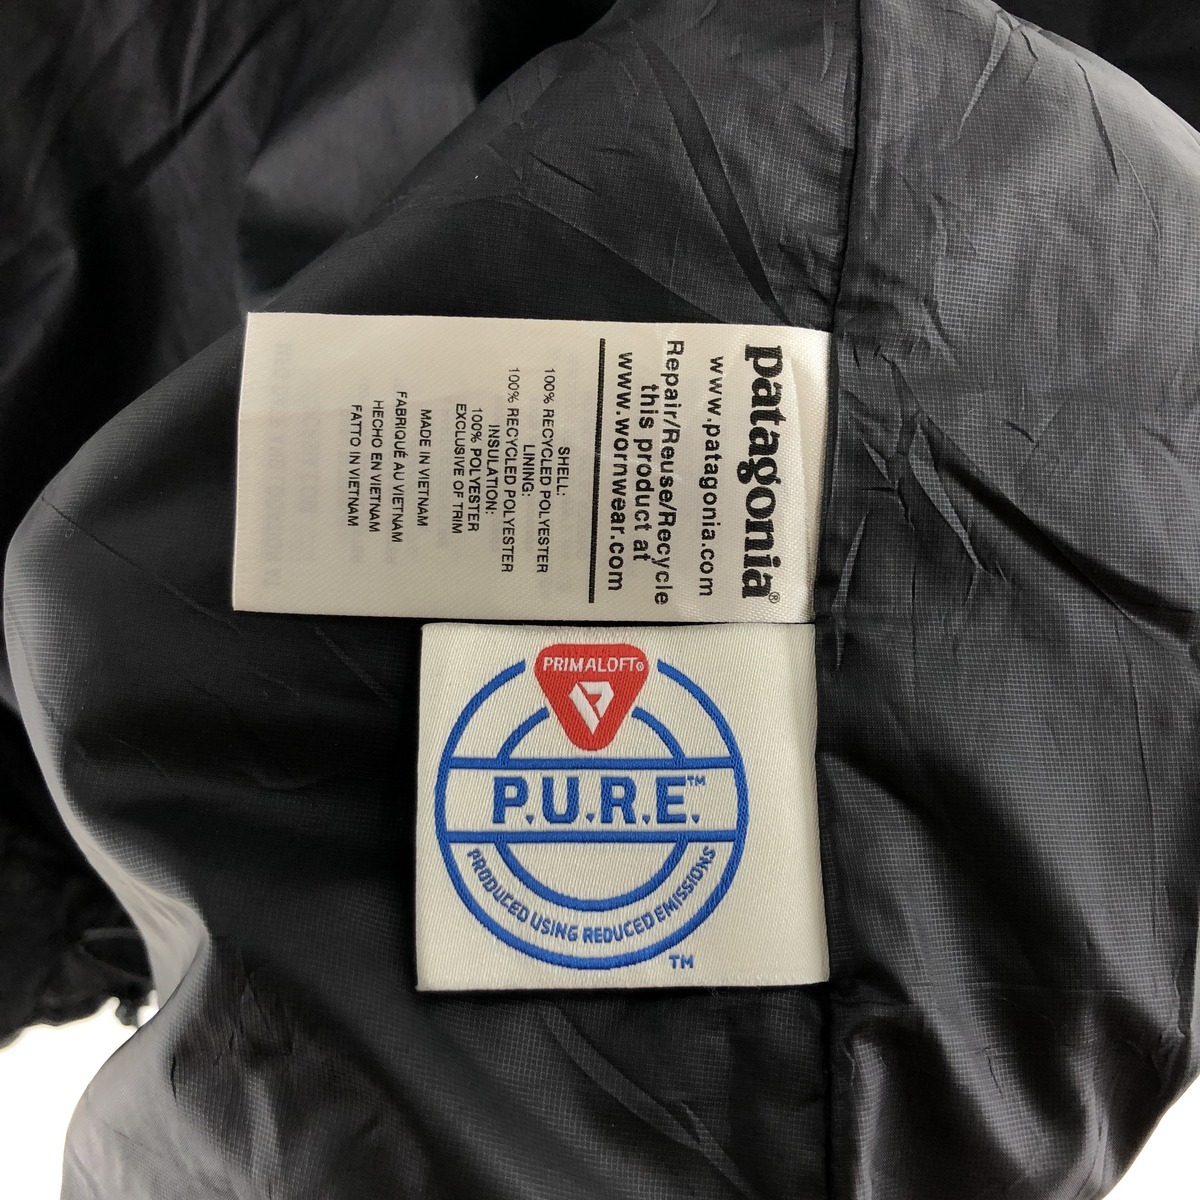 patagonia®
www.patagonia.com
Repair/Reuse/Recycle
this product at
www.wornwear.com
SHELL:
100% RECYCLED POLYESTER
LINING:
100% RECYCLED POLYESTER
INSULATION:
100% POLYESTER
EXCLUSIVE OF TRIM
MADE IN VIETNAM
FABRIQUÉ AU VIETNAM
HECHO EN VIETNAM
FATTO IN VIETNAM
PRIMALOFT®
P.U.R.E.™
PRODUCED USING REDUCED EMISSIONS
TM